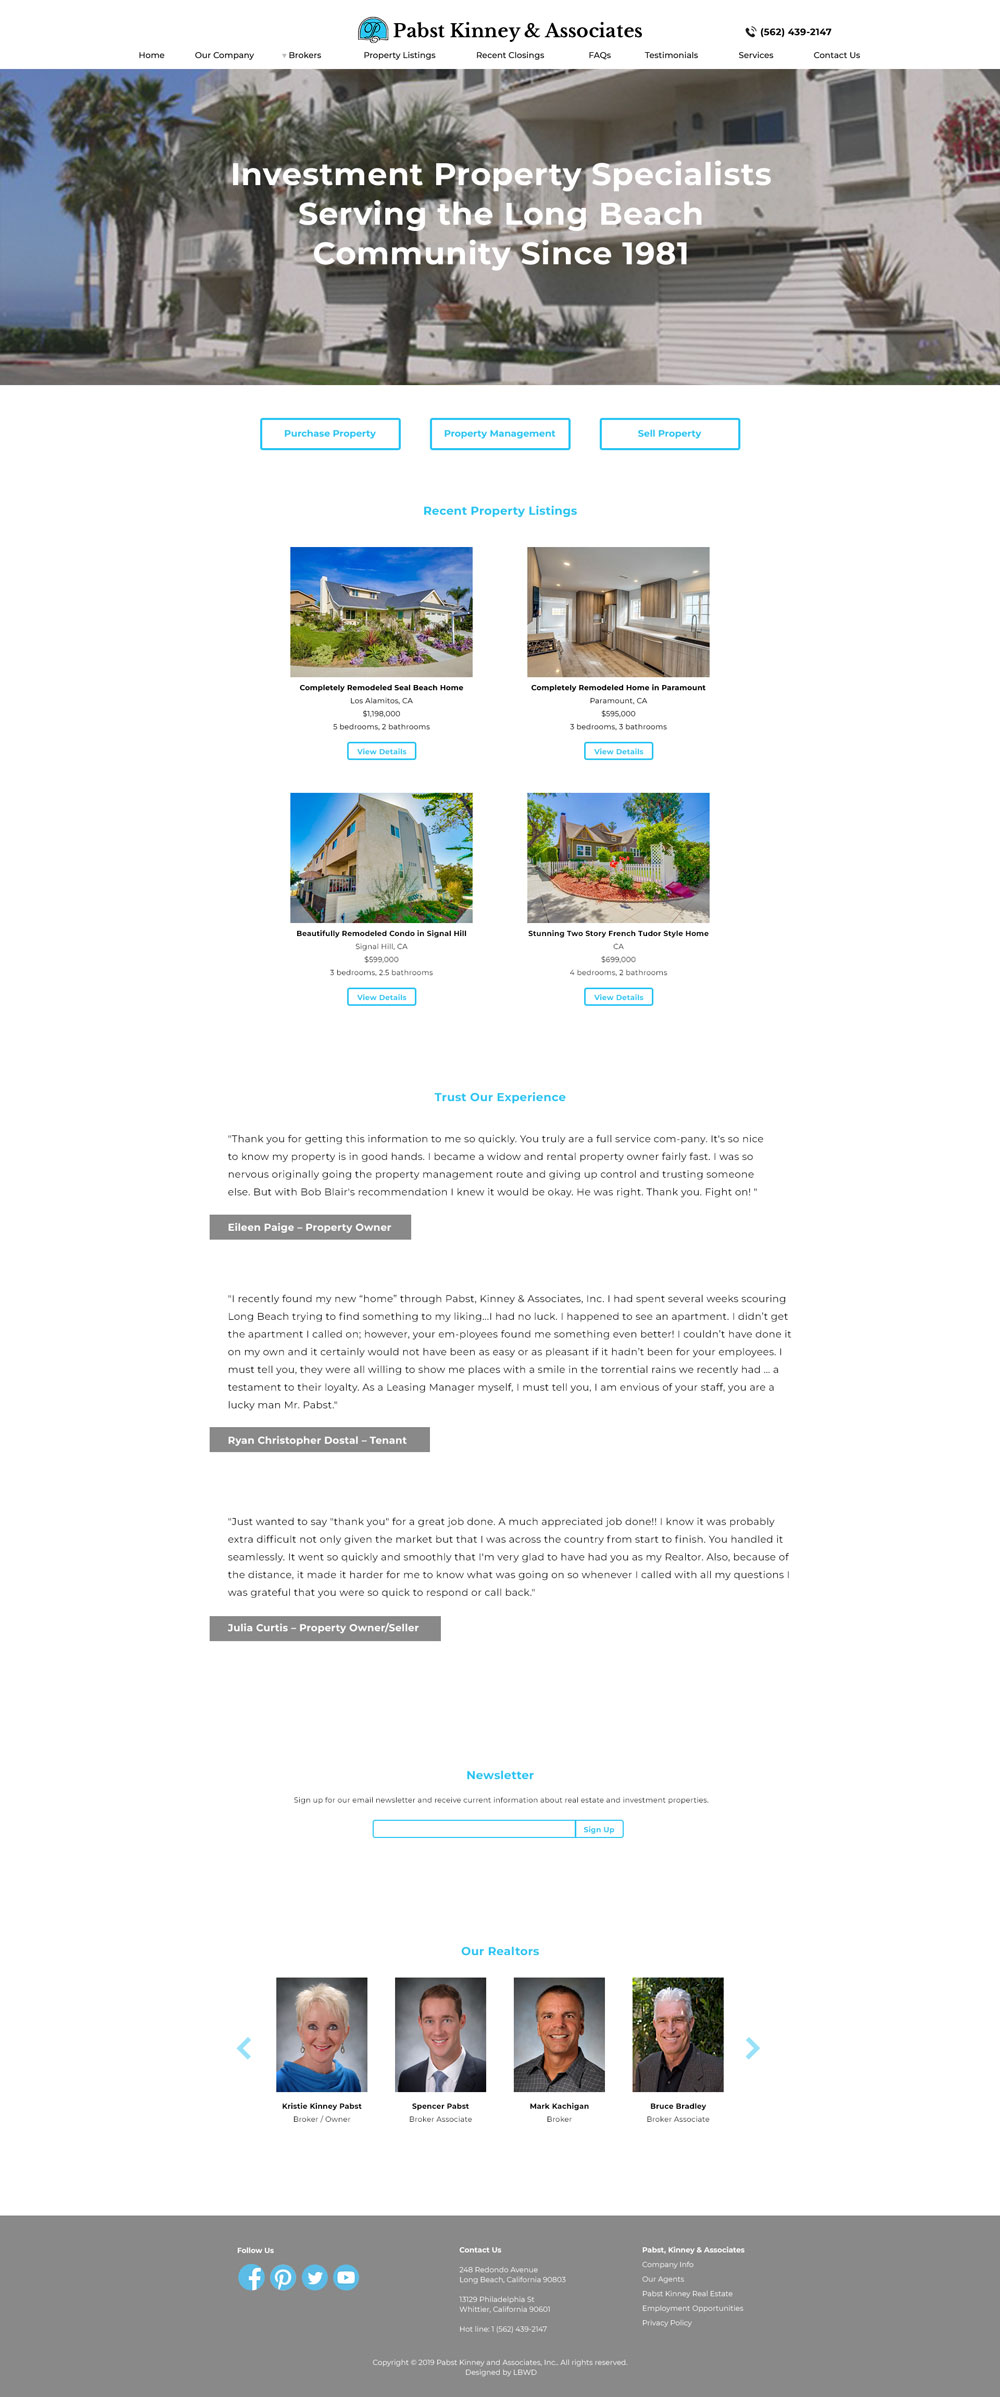 Pabst Kinney & Associates
(562) 439-2147
Home Our Company Brokers Property Listings Recent Closings FAQs Testimonials Services Contact Us
Investment Property Specialists
Serving the Long Beach
Community Since 1981
Purchase Property Property Management Sell Property
Recent Property Listings
Completely Remodeled Seal Beach Home
Los Alamitos, CA
$1,198,000
5 bedrooms, 2 bathrooms
View Details
Completely Remodeled Home in Paramount
Paramount, CA
$595,000
3 bedrooms, 3 bathrooms
View Details
Beautifully Remodeled Condo in Signal Hill
Signal Hill, CA
$599,000
3 bedrooms, 2.5 bathrooms
View Details
Stunning Two Story French Tudor Style Home
CA
$699,000
4 bedrooms, 2 bathrooms
View Details
Trust Our Experience
"Thank you for getting this information to me so quickly. You truly are a full service com-pany. It's so nice
to know my property is in good hands. I became a widow and rental property owner fairly fast. I was so
nervous originally going the property management route and giving up control and trusting someone
else. But with Bob Blair's recommendation I knew it would be okay. He was right. Thank you. Fight on! "
Eileen Paige – Property Owner
"I recently found my new “home” through Pabst, Kinney & Associates, Inc. I had spent several weeks scouring
Long Beach trying to find something to my liking...I had no luck. I happened to see an apartment. I didn’t get
the apartment I called on; however, your em-ployees found me something even better! I couldn’t have done it
on my own and it certainly would not have been as easy or as pleasant if it hadn’t been for your employees. I
must tell you, they were all willing to show me places with a smile in the torrential rains we recently had ... a
testament to their loyalty. As a Leasing Manager myself, I must tell you, I am envious of your staff, you are a
lucky man Mr. Pabst."
Ryan Christopher Dostal – Tenant
"Just wanted to say "thank you" for a great job done. A much appreciated job done!! I know it was probably
extra difficult not only given the market but that I was across the country from start to finish. You handled it
seamlessly. It went so quickly and smoothly that I'm very glad to have had you as my Realtor. Also, because of
the distance, it made it harder for me to know what was going on so whenever I called with all my questions I
was grateful that you were so quick to respond or call back."
Julia Curtis – Property Owner/Seller
Newsletter
Sign up for our email newsletter and receive current information about real estate and investment properties.
Sign Up
Our Realtors
Kristie Kinney Pabst
Broker / Owner
Spencer Pabst
Broker Associate
Mark Kachigan
Broker
Bruce Bradley
Broker Associate
Follow Us
Contact Us
248 Redondo Avenue
Long Beach, California 90803
13129 Philadelphia St
Whittier, California 90601
Hot line: 1 (562) 439-2147
Pabst, Kinney & Associates
Company Info
Our Agents
Pabst Kinney Real Estate
Employment Opportunities
Privacy Policy
Copyright © 2019 Pabst Kinney and Associates, Inc.. All rights reserved.
Designed by LBWD